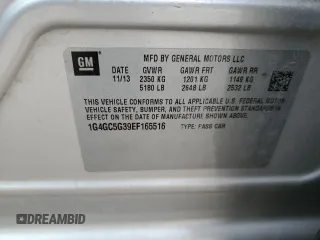 GM
MFD BY GENERAL MOTORS LLC
DATE GVWR GAWR FRT GAWR RR
11/13 2350 KG 1201 KG 1149 KG
5180 LB 2648 LB 2532 LB
THIS VEHICLE CONFORMS TO ALL APPLICABLE U.S. FEDERAL MOTOR
VEHICLE SAFETY, BUMPER, AND THEFT PREVENTION STANDARDS IN
EFFECT ON THE DATE OF MANUFACTURE SHOWN ABOVE.
1G4GC5G39EF165516 TYPE: PASS CAR
DREAMBID